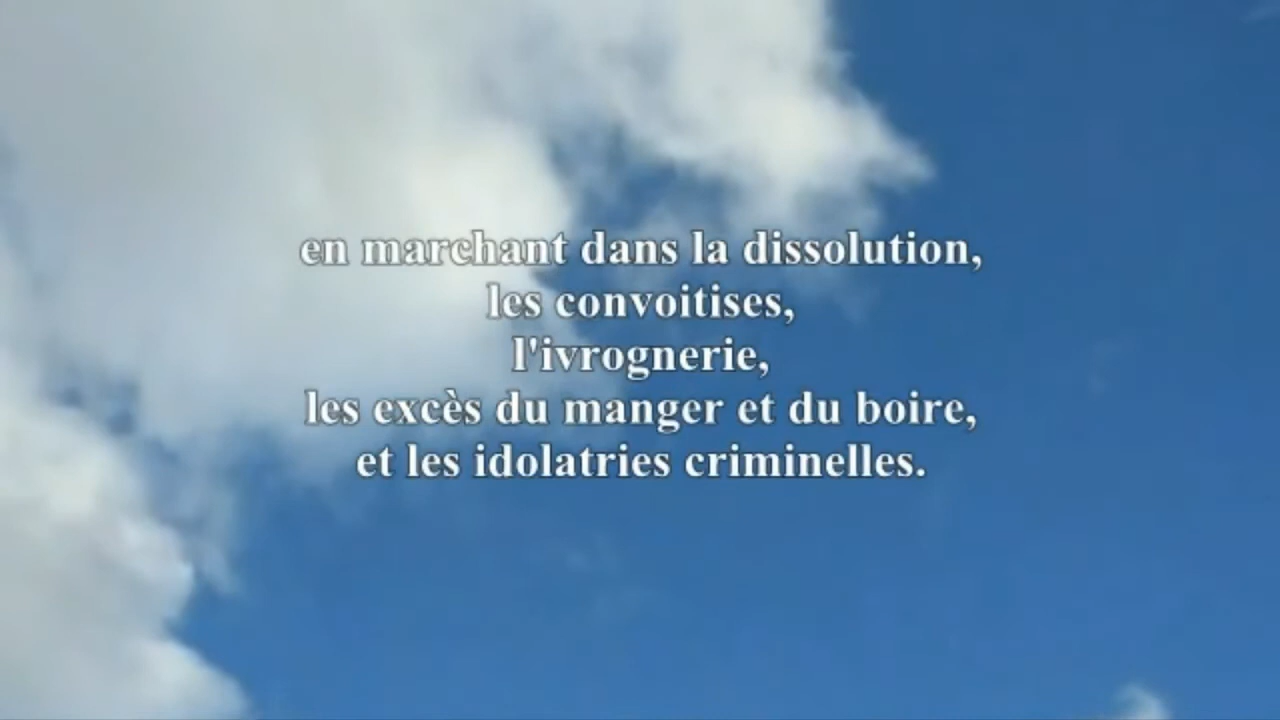 en marchant dans la dissolution,
les convoitises,
l'ivrognerie,
les excès du manger et du boire,
et les idolatries criminelles.